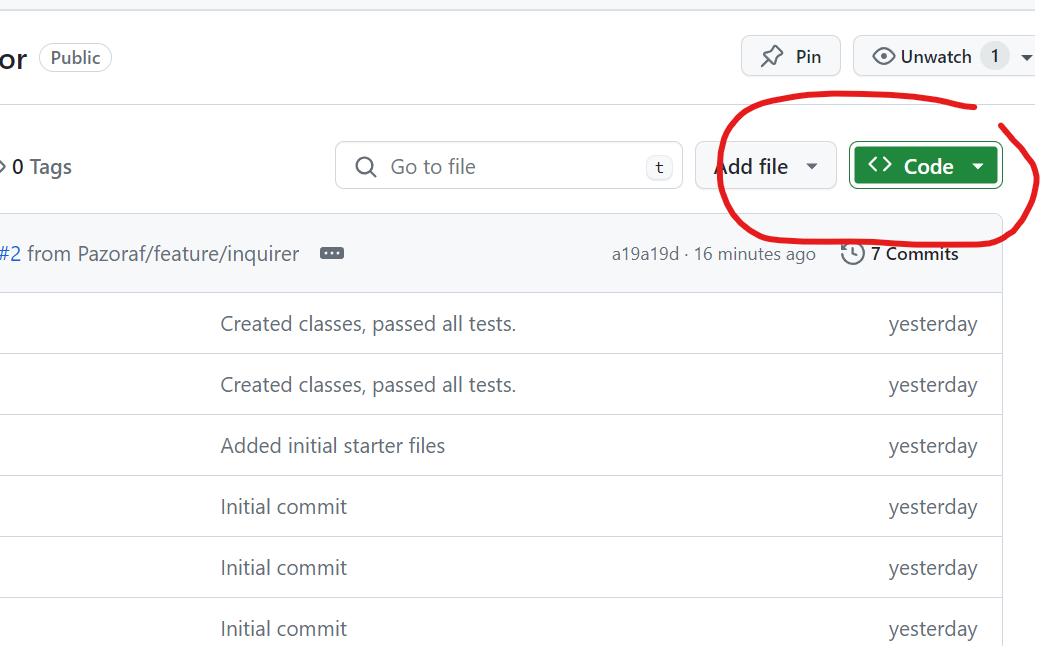 or Public Pin Unwatch 1
0 Tags Go to file t Add file <> Code
#2 from Pazoraf/feature/inquirer ... a19a19d · 16 minutes ago 7 Commits
Created classes, passed all tests. yesterday
Created classes, passed all tests. yesterday
Added initial starter files yesterday
Initial commit yesterday
Initial commit yesterday
Initial commit yesterday